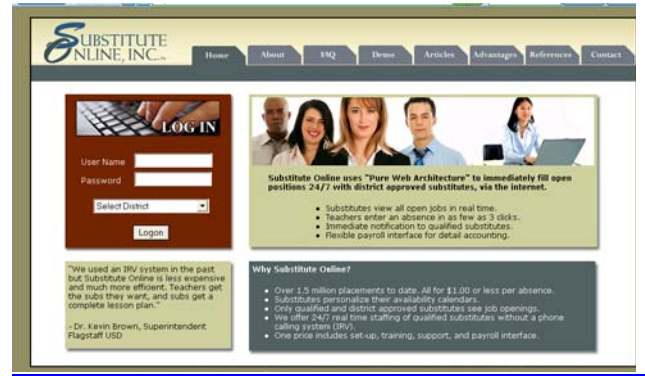 SUBSTITUTE
ONLINE, INC.
Home About FAQ Demo Articles Advantages References Contact
LOG IN
User Name
Password
Select District
Logon
Substitute Online uses "Pure Web Architecture" to immediately fill open
positions 24/7 with district approved substitutes, via the internet.
• Substitutes view all open jobs in real time.
• Teachers enter an absence in as few as 3 clicks.
• Immediate notification to qualified substitutes.
• Flexible payroll interface for detail accounting.
"We used an IRV system in the past
but Substitute Online is less expensive
and much more efficient. Teachers get
the subs they want, and subs get a
complete lesson plan."
- Dr. Kevin Brown, Superintendent
Flagstaff USD
Why Substitute Online?
• Over 1.5 million placements to date. All for $1.00 or less per absence.
• Substitutes personalize their availability calendars.
• Only qualified and district approved substitutes see job openings.
• We offer 24/7 real time staffing of qualified substitutes without a phone
calling system (IRV).
• One price includes set-up, training, support, and payroll interface.